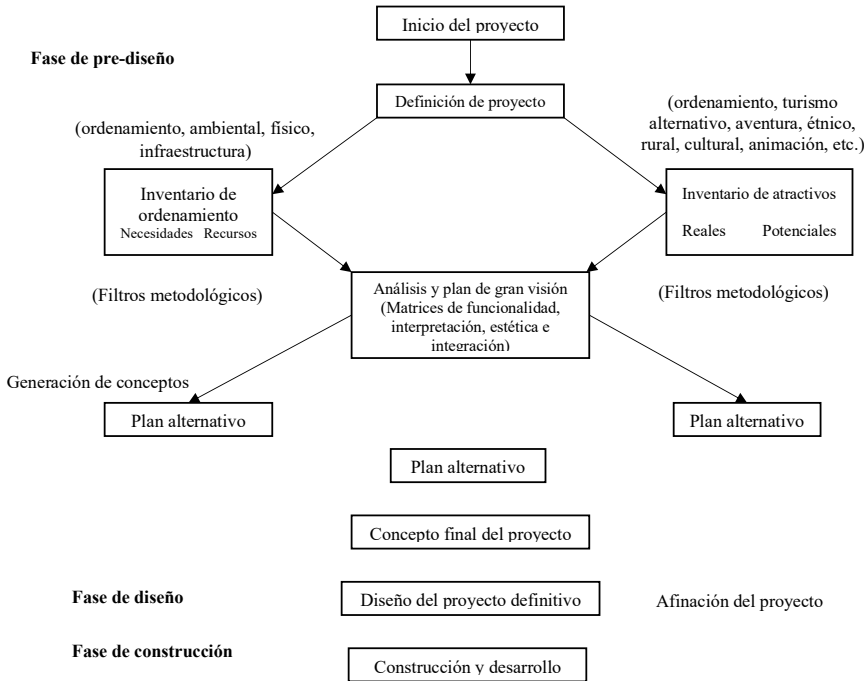 Inicio del proyecto
Fase de pre-diseño
Definición de proyecto
(ordenamiento, ambiental, físico,
infraestructura)
(ordenamiento, turismo
alternativo, aventura, étnico,
rural, cultural, animación, etc.)
Inventario de
ordenamiento
Necesidades Recursos
Inventario de atractivos
Reales Potenciales
(Filtros metodológicos)
Análisis y plan de gran visión
(Matrices de funcionalidad,
interpretación, estética e
integración)
(Filtros metodológicos)
Generación de conceptos
Plan alternativo
Plan alternativo
Plan alternativo
Concepto final del proyecto
Fase de diseño
Diseño del proyecto definitivo
Afinación del proyecto
Fase de construcción
Construcción y desarrollo